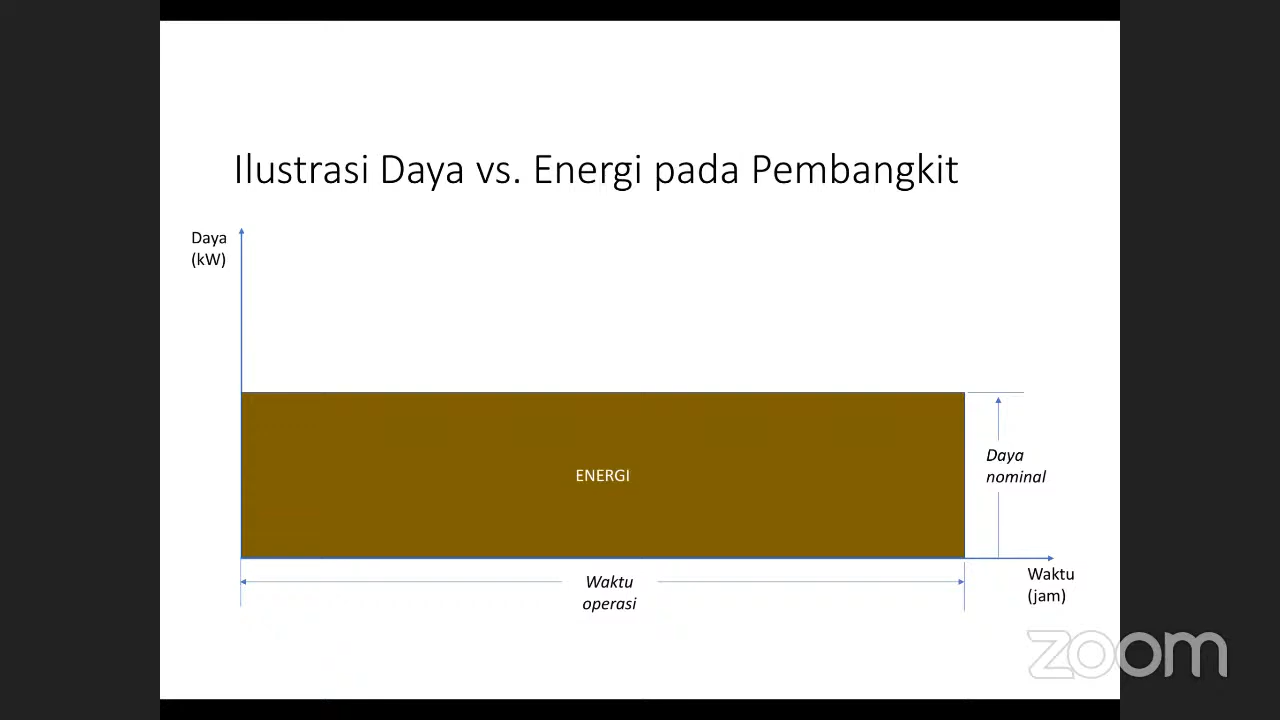 Ilustrasi Daya vs. Energi pada Pembangkit
Daya
(kW)
ENERGI
Daya
nominal
Waktu
operasi
Waktu
(jam)
zoom